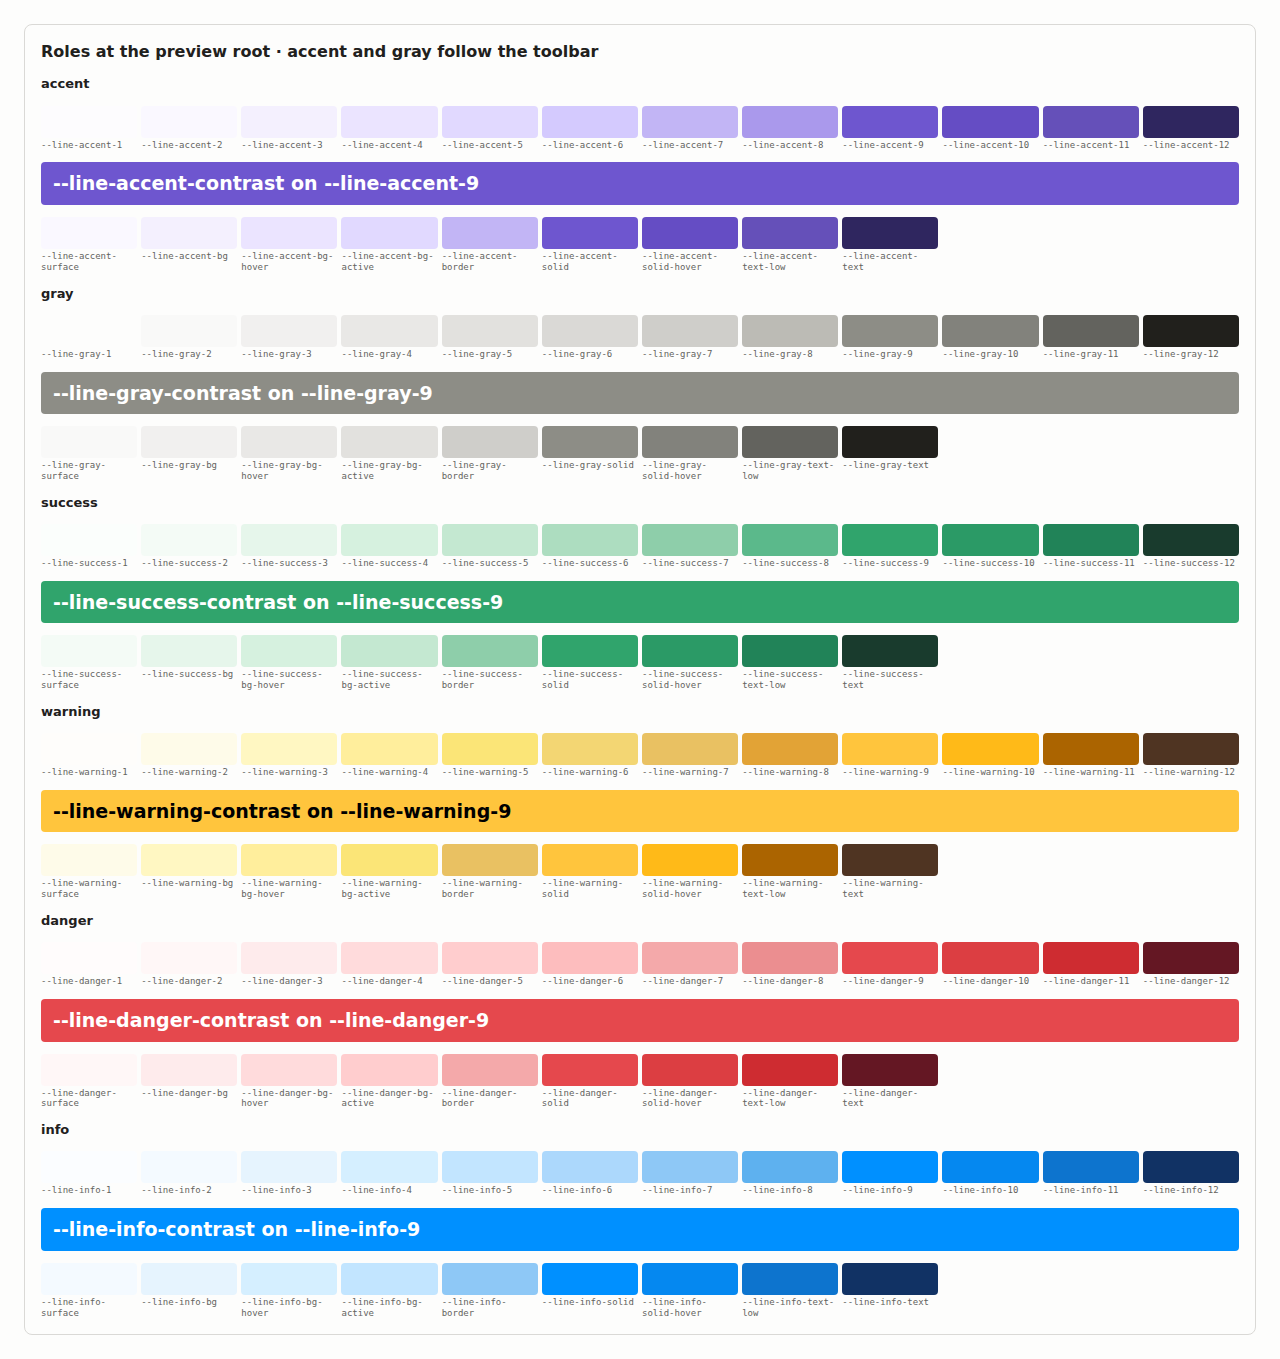 Roles at the preview root · accent and gray follow the toolbar
accent
--line-accent-1 --line-accent-2 --line-accent-3 --line-accent-4 --line-accent-5 --line-accent-6 --line-accent-7 --line-accent-8 --line-accent-9 --line-accent-10 --line-accent-11 --line-accent-12
--line-accent-contrast on --line-accent-9
--line-accent- --line-accent-bg --line-accent-bg- --line-accent-bg- --line-accent- --line-accent- --line-accent- --line-accent- --line-accent-
surface hover active border solid solid-hover text-low text
gray
--line-gray-1 --line-gray-2 --line-gray-3 --line-gray-4 --line-gray-5 --line-gray-6 --line-gray-7 --line-gray-8 --line-gray-9 --line-gray-10 --line-gray-11 --line-gray-12
--line-gray-contrast on --line-gray-9
--line-gray- --line-gray-bg --line-gray-bg- --line-gray-bg- --line-gray- --line-gray-solid --line-gray- --line-gray-text- --line-gray-text
surface hover active border solid-hover low
success
--line-success-1 --line-success-2 --line-success-3 --line-success-4 --line-success-5 --line-success-6 --line-success-7 --line-success-8 --line-success-9 --line-success-10 --line-success-11 --line-success-12
--line-success-contrast on --line-success-9
--line-success- --line-success-bg --line-success- --line-success- --line-success- --line-success- --line-success- --line-success- --line-success-
surface bg-hover bg-active border solid solid-hover text-low text
warning
--line-warning-1 --line-warning-2 --line-warning-3 --line-warning-4 --line-warning-5 --line-warning-6 --line-warning-7 --line-warning-8 --line-warning-9 --line-warning-10 --line-warning-11 --line-warning-12
--line-warning-contrast on --line-warning-9
--line-warning- --line-warning-bg --line-warning- --line-warning- --line-warning- --line-warning- --line-warning- --line-warning- --line-warning-
surface bg-hover bg-active border solid solid-hover text-low text
danger
--line-danger-1 --line-danger-2 --line-danger-3 --line-danger-4 --line-danger-5 --line-danger-6 --line-danger-7 --line-danger-8 --line-danger-9 --line-danger-10 --line-danger-11 --line-danger-12
--line-danger-contrast on --line-danger-9
--line-danger- --line-danger-bg --line-danger-bg- --line-danger-bg- --line-danger- --line-danger- --line-danger- --line-danger- --line-danger-
surface hover active border solid solid-hover text-low text
info
--line-info-1 --line-info-2 --line-info-3 --line-info-4 --line-info-5 --line-info-6 --line-info-7 --line-info-8 --line-info-9 --line-info-10 --line-info-11 --line-info-12
--line-info-contrast on --line-info-9
--line-info- --line-info-bg --line-info-bg- --line-info-bg- --line-info- --line-info-solid --line-info- --line-info-text- --line-info-text
surface hover active border solid-hover low